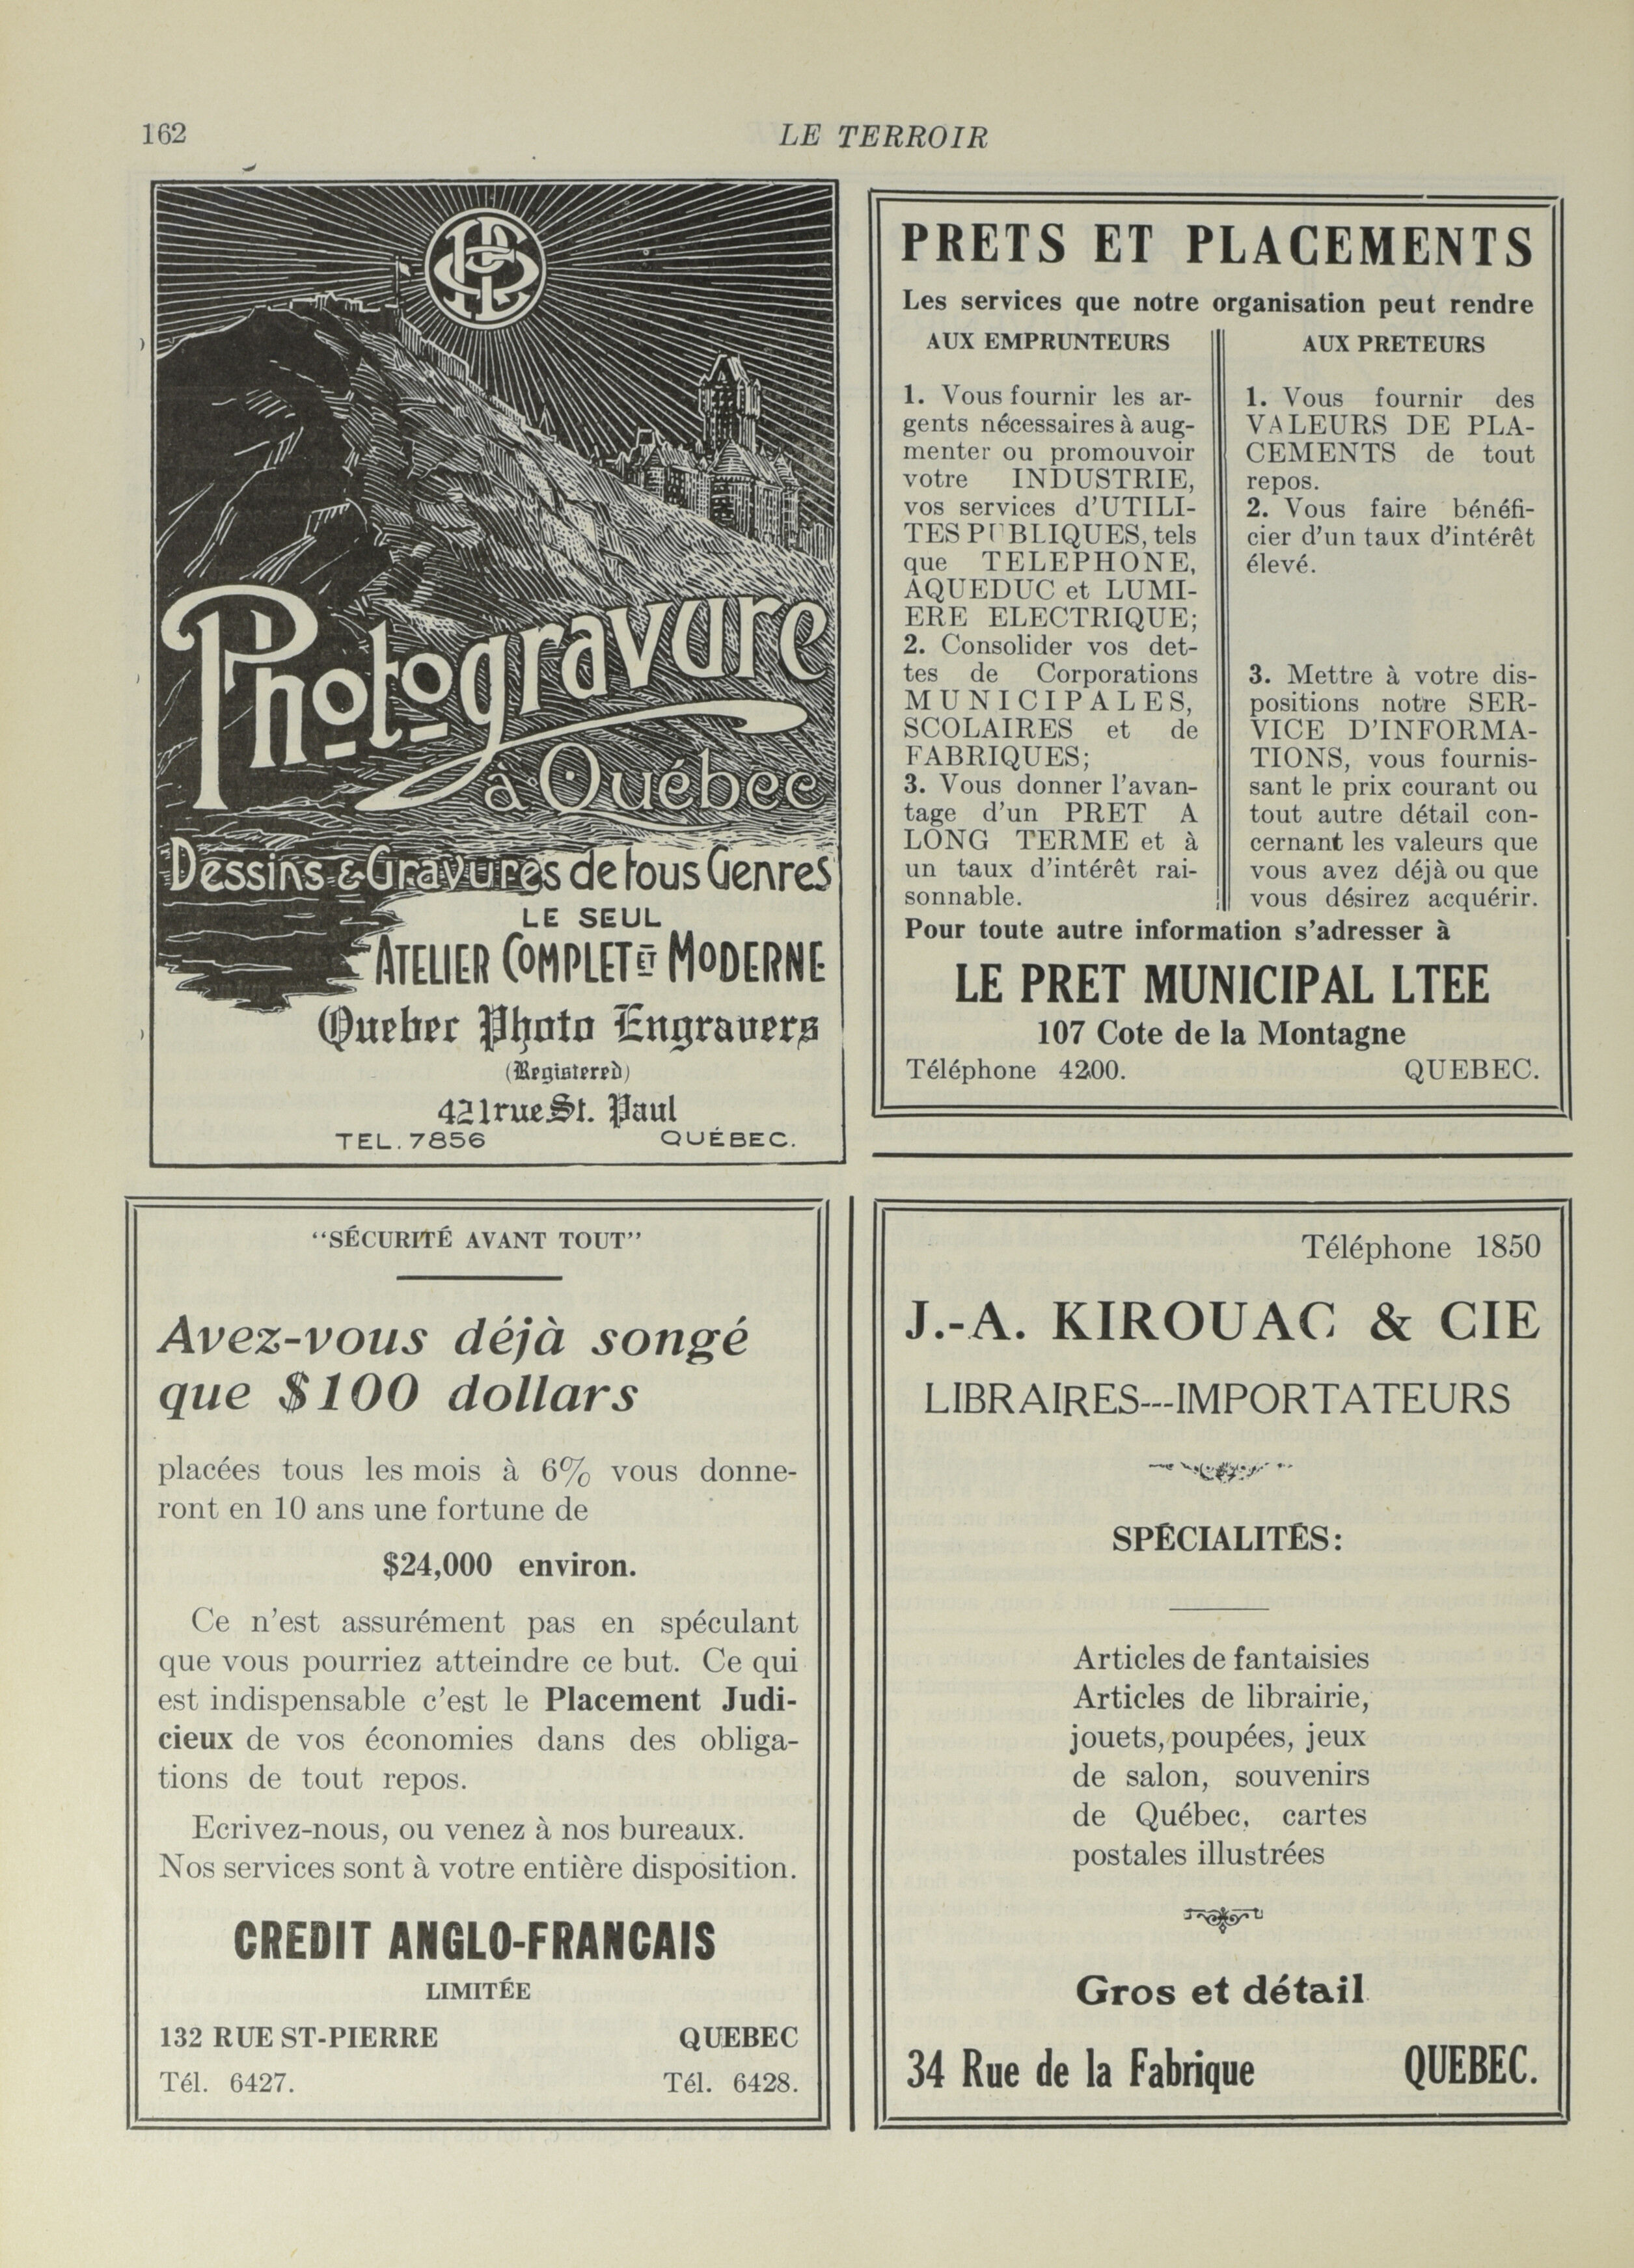 162
LE TERROIR
Photogravure
à Québec
Dessins & Gravures de tous Genres
LE SEUL
ATELIER COMPLET ET MODERNE
Quebec Photo Engravers
(Registered)
421 rue St. Paul
TEL. 7856 QUÉBEC.
PRETS ET PLACEMENTS
Les services que notre organisation peut rendre
AUX EMPRUNTEURS
1. Vous fournir les ar-
gents nécessaires à aug-
menter ou promouvoir
votre INDUSTRIE,
vos services d'UTILI-
TES PUBLIQUES, tels
que TELEPHONE,
AQUEDUC et LUMI-
ERE ELECTRIQUE;
2. Consolider vos det-
tes de Corporations
MUNICIPALES,
SCOLAIRES et de
FABRIQUES;
3. Vous donner l'avan-
tage d'un PRET A
LONG TERME et à
un taux d'intérêt rai-
sonnable.
AUX PRETEURS
1. Vous fournir des
VALEURS DE PLA-
CEMENTS de tout
repos.
2. Vous faire bénéfi-
cier d'un taux d'intérêt
élevé.
3. Mettre à votre dis-
positions notre SER-
VICE D'INFORMA-
TIONS, vous fournis-
sant le prix courant ou
tout autre détail con-
cernant les valeurs que
vous avez déjà ou que
vous désirez acquérir.
Pour toute autre information s'adresser à
LE PRET MUNICIPAL LTEE
107 Cote de la Montagne
Téléphone 4200. QUEBEC.
"SÉCURITÉ AVANT TOUT"
Avez-vous déjà songé
que $100 dollars
placées tous les mois à 6% vous donne-
ront en 10 ans une fortune de
$24,000 environ.
Ce n'est assurément pas en spéculant
que vous pourriez atteindre ce but. Ce qui
est indispensable c'est le Placement Judi-
cieux de vos économies dans des obliga-
tions de tout repos.
Ecrivez-nous, ou venez à nos bureaux.
Nos services sont à votre entière disposition.
CREDIT ANGLO-FRANCAIS
LIMITÉE
132 RUE ST-PIERRE QUEBEC
Tél. 6427. Tél. 6428.
Téléphone 1850
J.-A. KIROUAC & CIE
LIBRAIRES---IMPORTATEURS
SPÉCIALITÉS:
Articles de fantaisies
Articles de librairie,
jouets, poupées, jeux
de salon, souvenirs
de Québec, cartes
postales illustrées
Gros et détail
34 Rue de la Fabrique QUEBEC.